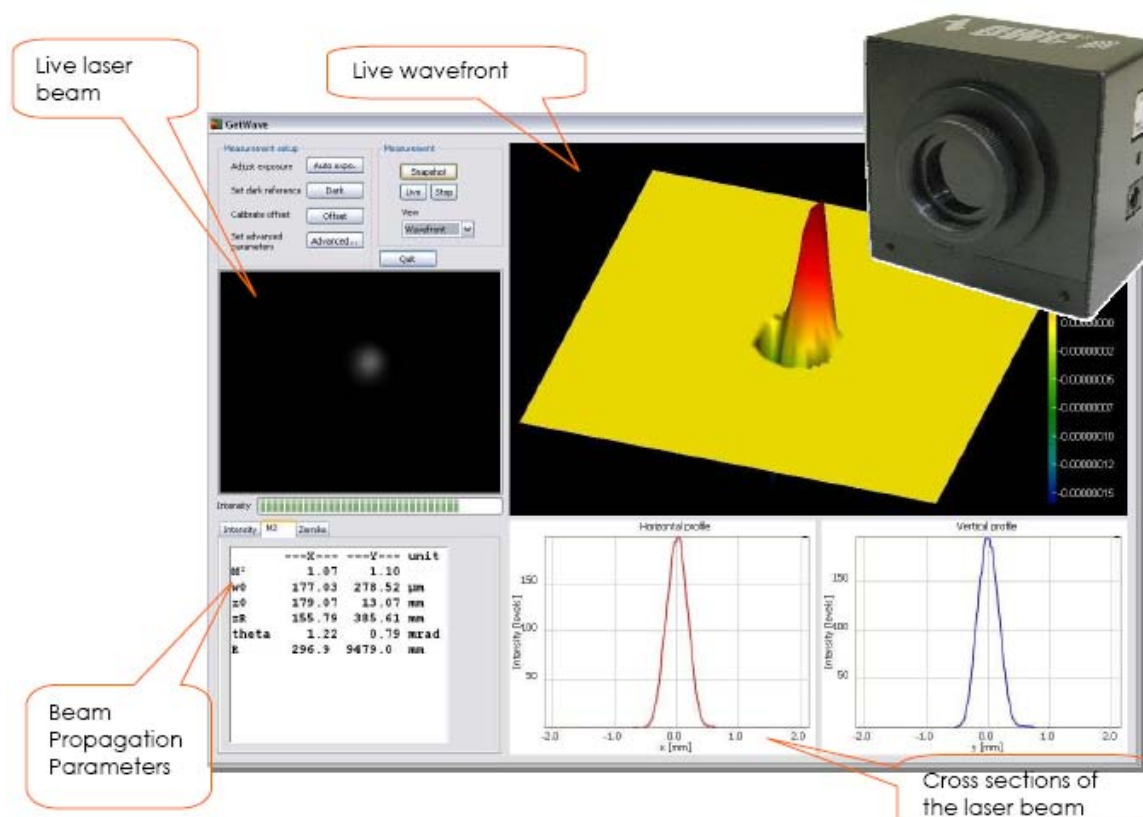 Live laser
beam
Live wavefront
GetWave
Measurement setup
Adjust exposure
Auto expo..
Set dark reference
Dark
Calibrate offset
Offset
Set advanced
parameters
Advanced...
Measurement
Snapshot
Live
Stop
View
Wavefront
Quit
-0.00000000
-0.00000002
-0.00000005
-0.00000007
-0.00000010
-0.00000012
-0.00000015
Intensity
Intensity M2 Zernike
---X--- ---Y--- unit
M² 1.07 1.10
w0 177.03 278.52 µm
z0 179.07 13.07 mm
zR 155.79 385.61 mm
theta 1.22 0.79 mrad
R 296.9 9479.0 mm
Horizontal profile
Intensity [levels]
150
100
50
-2.0 -1.0 0.0 1.0 2.0
x [mm]
Vertical profile
Intensity [levels]
150
100
50
-2.0 -1.0 0.0 1.0 2.0
y [mm]
Beam
Propagation
Parameters
Cross sections of
the laser beam